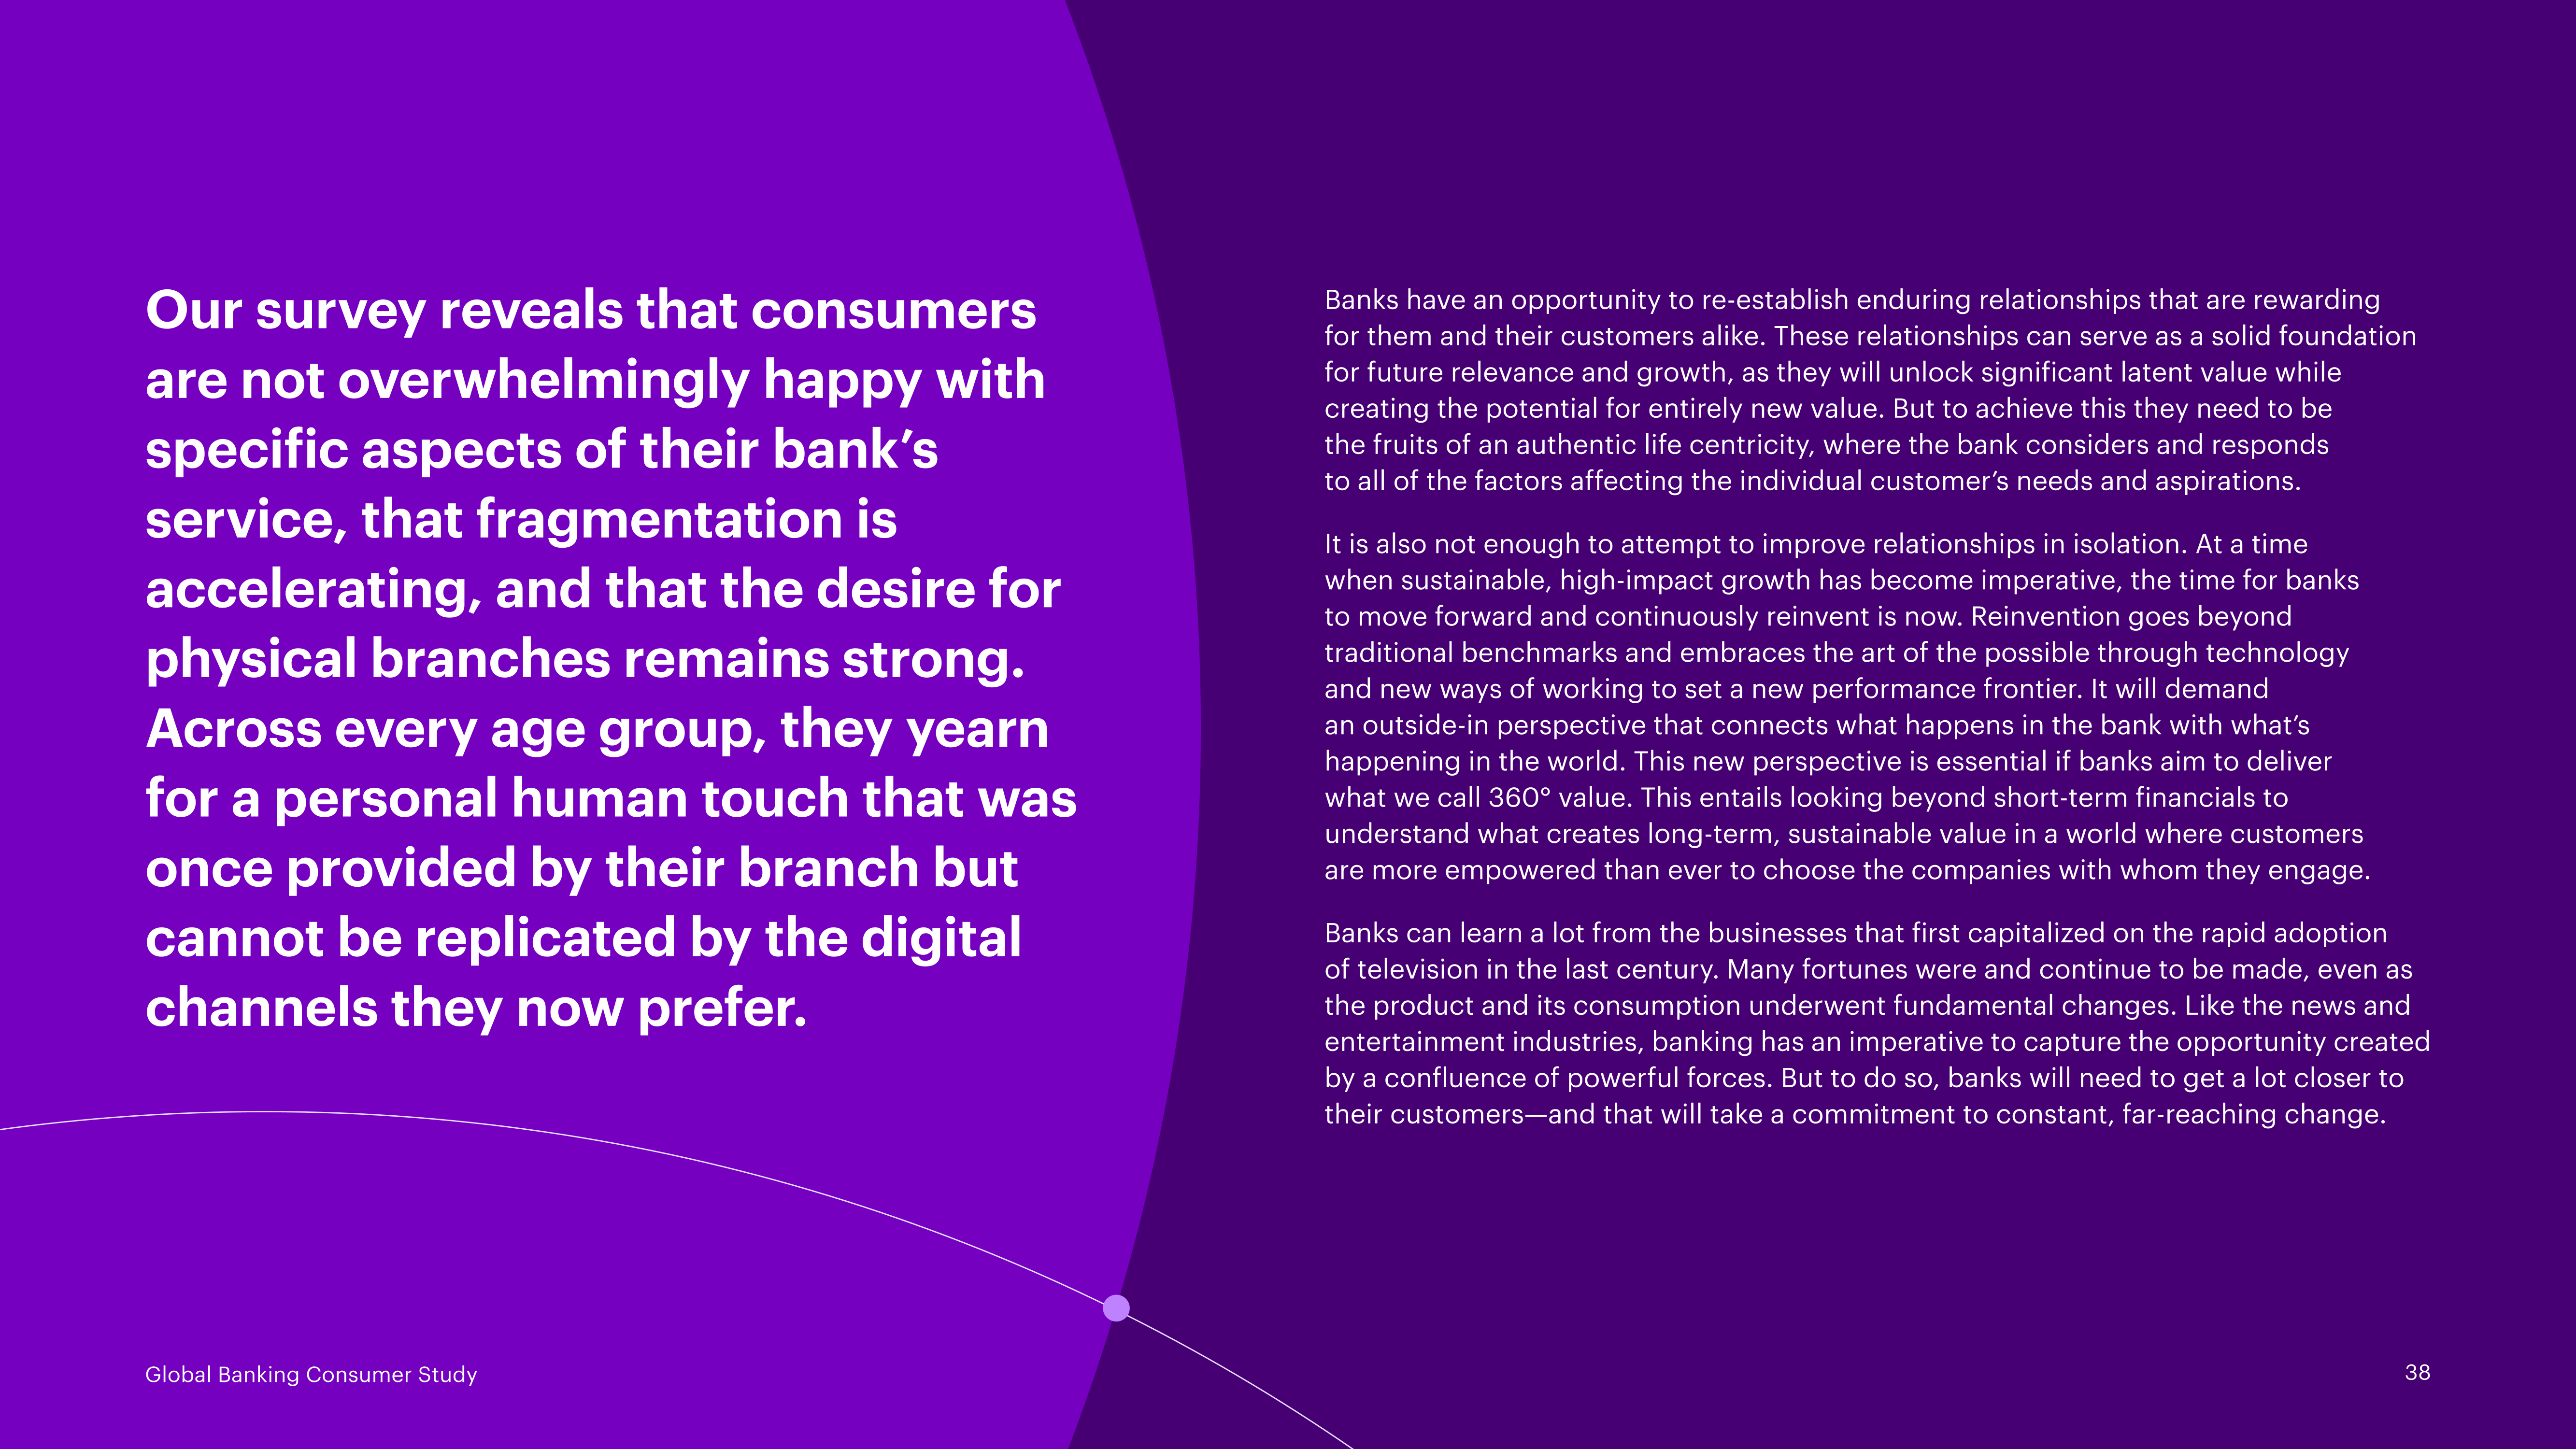 Our survey reveals that consumers
are not overwhelmingly happy with
specific aspects of their bank’s
service, that fragmentation is
accelerating, and that the desire for
physical branches remains strong.
Across every age group, they yearn
for a personal human touch that was
once provided by their branch but
cannot be replicated by the digital
channels they now prefer.
Banks have an opportunity to re-establish enduring relationships that are rewarding
for them and their customers alike. These relationships can serve as a solid foundation
for future relevance and growth, as they will unlock significant latent value while
creating the potential for entirely new value. But to achieve this they need to be
the fruits of an authentic life centricity, where the bank considers and responds
to all of the factors affecting the individual customer’s needs and aspirations.
It is also not enough to attempt to improve relationships in isolation. At a time
when sustainable, high-impact growth has become imperative, the time for banks
to move forward and continuously reinvent is now. Reinvention goes beyond
traditional benchmarks and embraces the art of the possible through technology
and new ways of working to set a new performance frontier. It will demand
an outside-in perspective that connects what happens in the bank with what’s
happening in the world. This new perspective is essential if banks aim to deliver
what we call 360° value. This entails looking beyond short-term financials to
understand what creates long-term, sustainable value in a world where customers
are more empowered than ever to choose the companies with whom they engage.
Banks can learn a lot from the businesses that first capitalized on the rapid adoption
of television in the last century. Many fortunes were and continue to be made, even as
the product and its consumption underwent fundamental changes. Like the news and
entertainment industries, banking has an imperative to capture the opportunity created
by a confluence of powerful forces. But to do so, banks will need to get a lot closer to
their customers—and that will take a commitment to constant, far-reaching change.
Global Banking Consumer Study
38